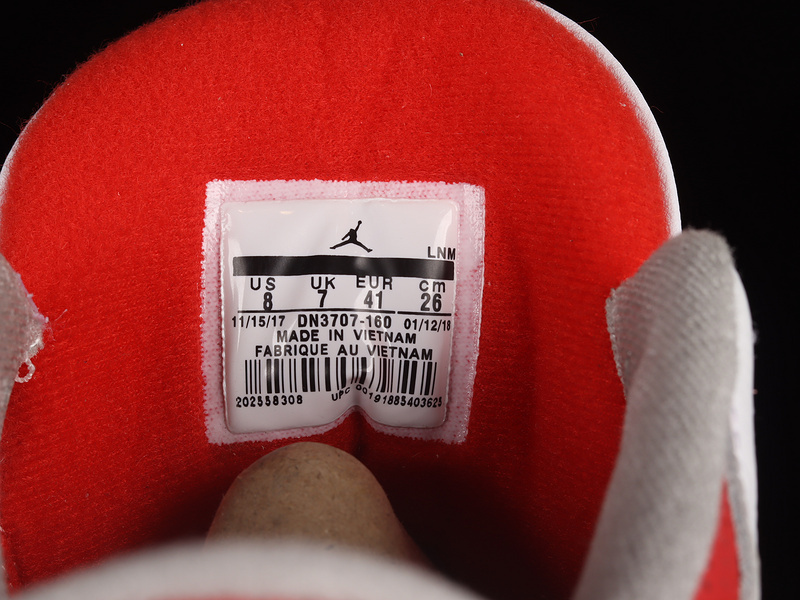 LNM
US UK EUR cm
8 7 41 26
11/15/17 DN3707-160 01/12/18
MADE IN VIETNAM
FABRIQUE AU VIETNAM
202558308 UPC 00191885403625